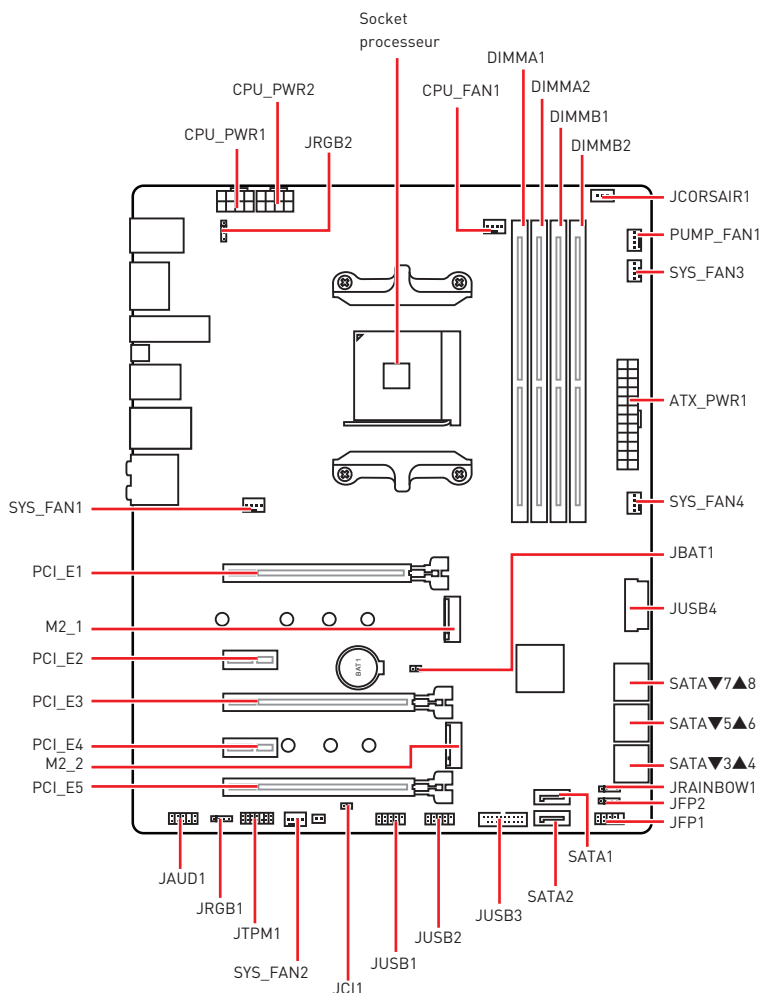 Socket
processeur
DIMMA1
DIMMA2
CPU_PWR2
CPU_FAN1
DIMMB1
CPU_PWR1
JRGB2
DIMMB2
JCORSAIR1
PUMP_FAN1
SYS_FAN3
ATX_PWR1
SYS_FAN1
SYS_FAN4
JBAT1
PCI_E1
JUSB4
M2_1
PCI_E2
BAT1
SATA▼7▲8
PCI_E3
SATA▼5▲6
PCI_E4
M2_2
SATA▼3▲4
PCI_E5
JRAINBOW1
JFP2
JFP1
SATA1
JAUD1
SATA2
JRGB1
JUSB3
JTPM1
JUSB2
JUSB1
SYS_FAN2
JCI1